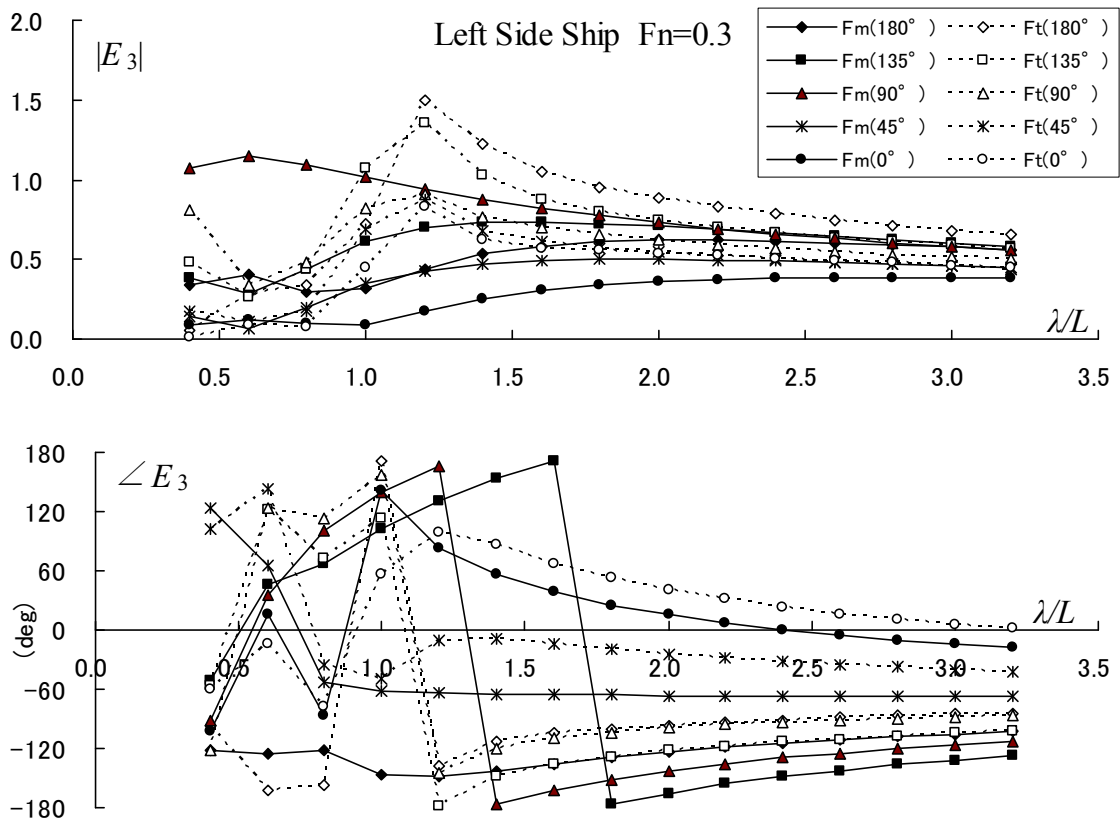 Left Side Ship Fn=0.3
|E3|
2.0
1.5
1.0
0.5
0.0
0.0 0.5 1.0 1.5 2.0 2.5 3.0 3.5
λ/L
Fm(180°) Ft(180°)
Fm(135°) Ft(135°)
Fm(90°) Ft(90°)
Fm(45°) Ft(45°)
Fm(0°) Ft(0°)
∠E3
(deg)
180
120
60
0
-60
-120
-180
0.0 0.5 1.0 1.5 2.0 2.5 3.0 3.5
λ/L